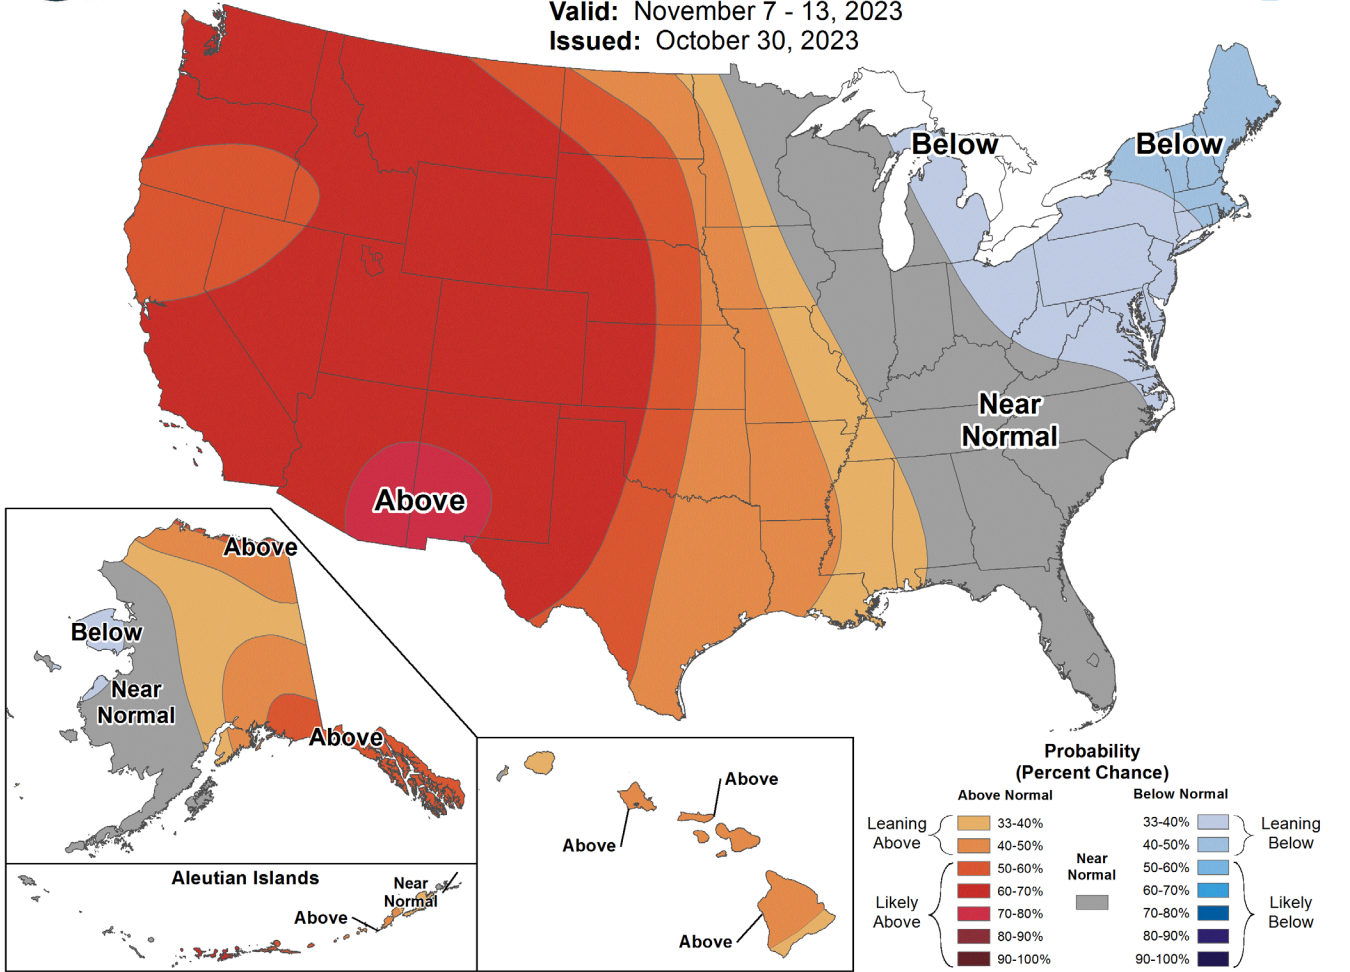 Valid: November 7 - 13, 2023
Issued: October 30, 2023
Below
Below
Near
Normal
Above
Above
Below
Near
Normal
Above
Above
Above
Above
Aleutian Islands
Near
Normal
Above
Probability
(Percent Chance)
Above Normal
Below Normal
Leaning
Above
33-40%
40-50%
Likely
Above
50-60%
60-70%
70-80%
80-90%
90-100%
Near
Normal
33-40%
40-50%
Leaning
Below
50-60%
60-70%
70-80%
80-90%
90-100%
Likely
Below